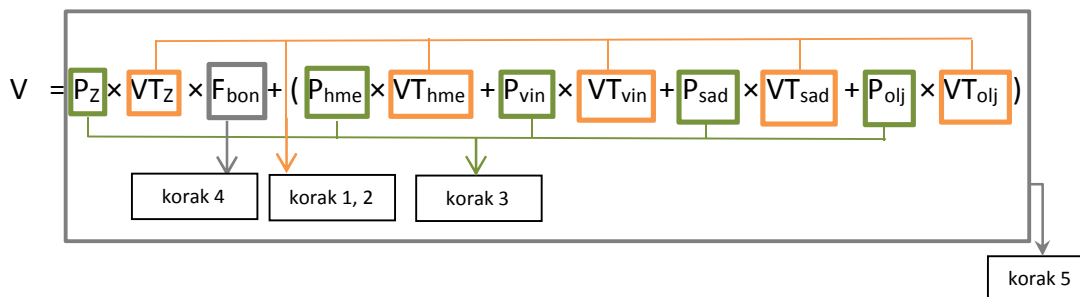 V = P_Z × VT_Z × F_bon + ( P_hme × VT_hme + P_vin × VT_vin + P_sad × VT_sad + P_olj × VT_olj )
korak 4
korak 1, 2
korak 3
korak 5